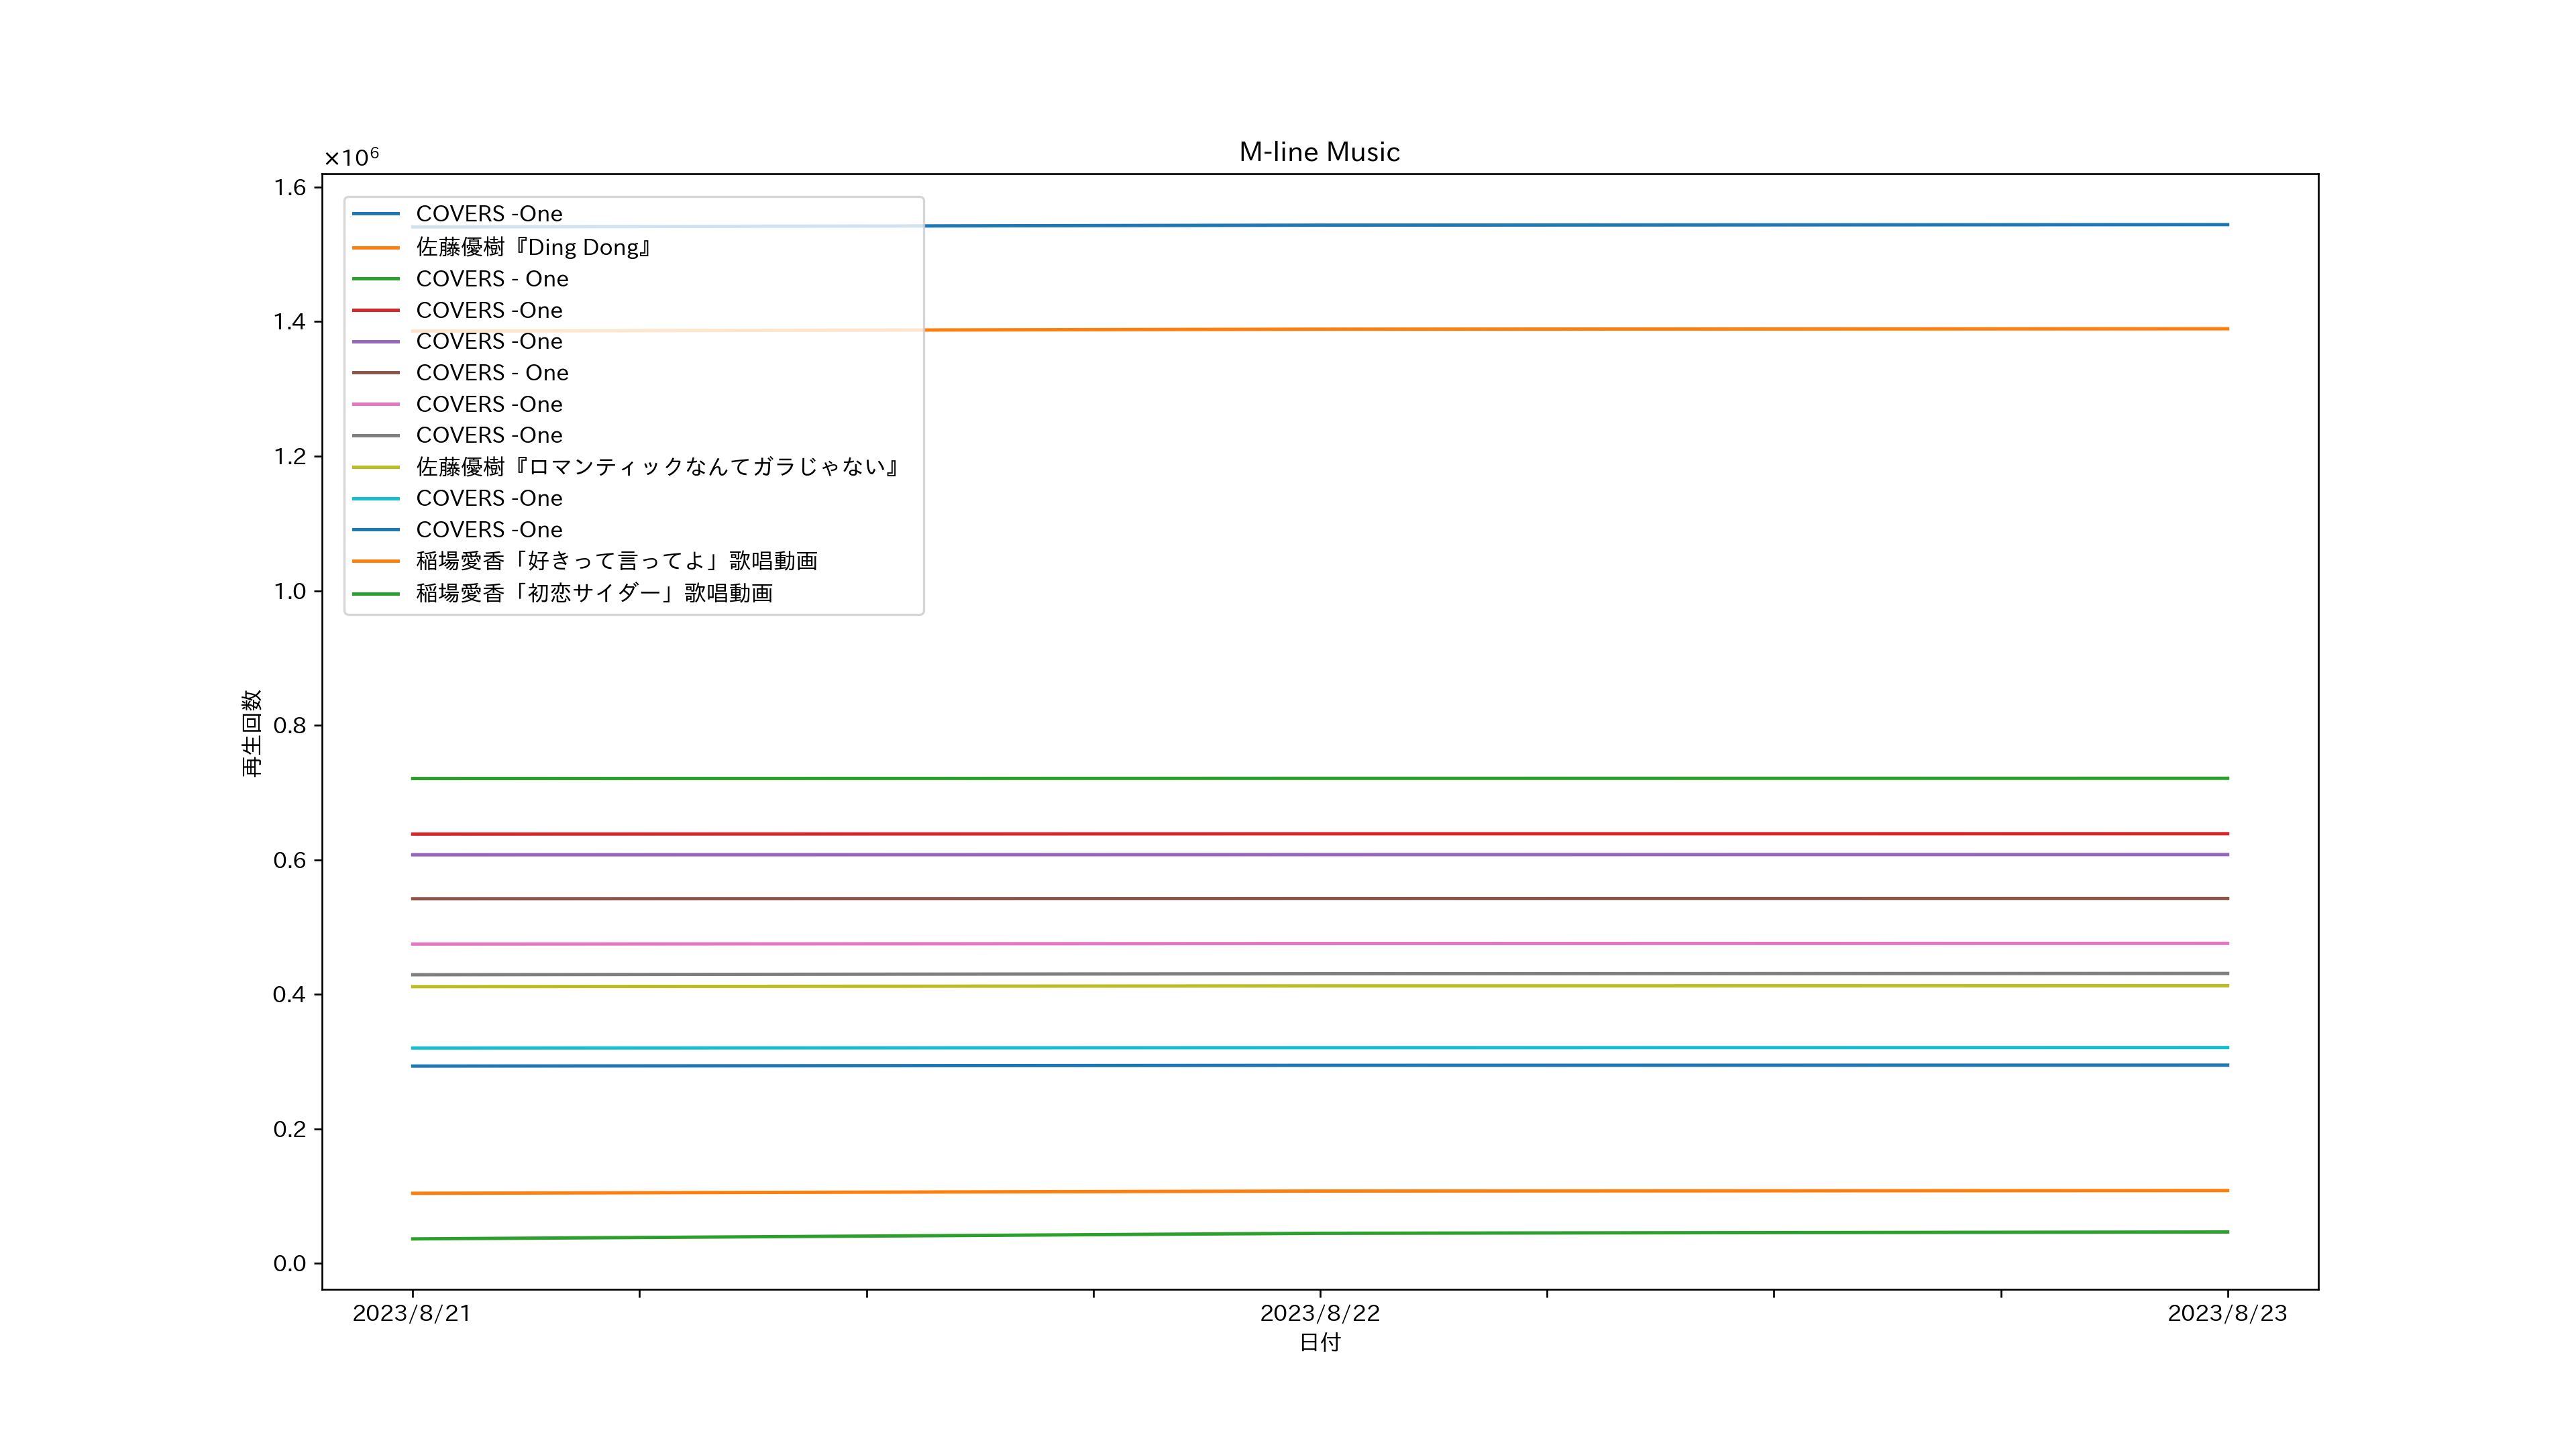 M-line Music
×10⁶
1.6
1.4
1.2
1.0
0.8
0.6
0.4
0.2
0.0
再生回数
COVERS -One
佐藤優樹『Ding Dong』
COVERS - One
COVERS -One
COVERS -One
COVERS - One
COVERS -One
COVERS -One
佐藤優樹『ロマンティックなんてガラじゃない』
COVERS -One
COVERS -One
稲場愛香「好きって言ってよ」歌唱動画
稲場愛香「初恋サイダー」歌唱動画
2023/8/21
2023/8/22
2023/8/23
日付